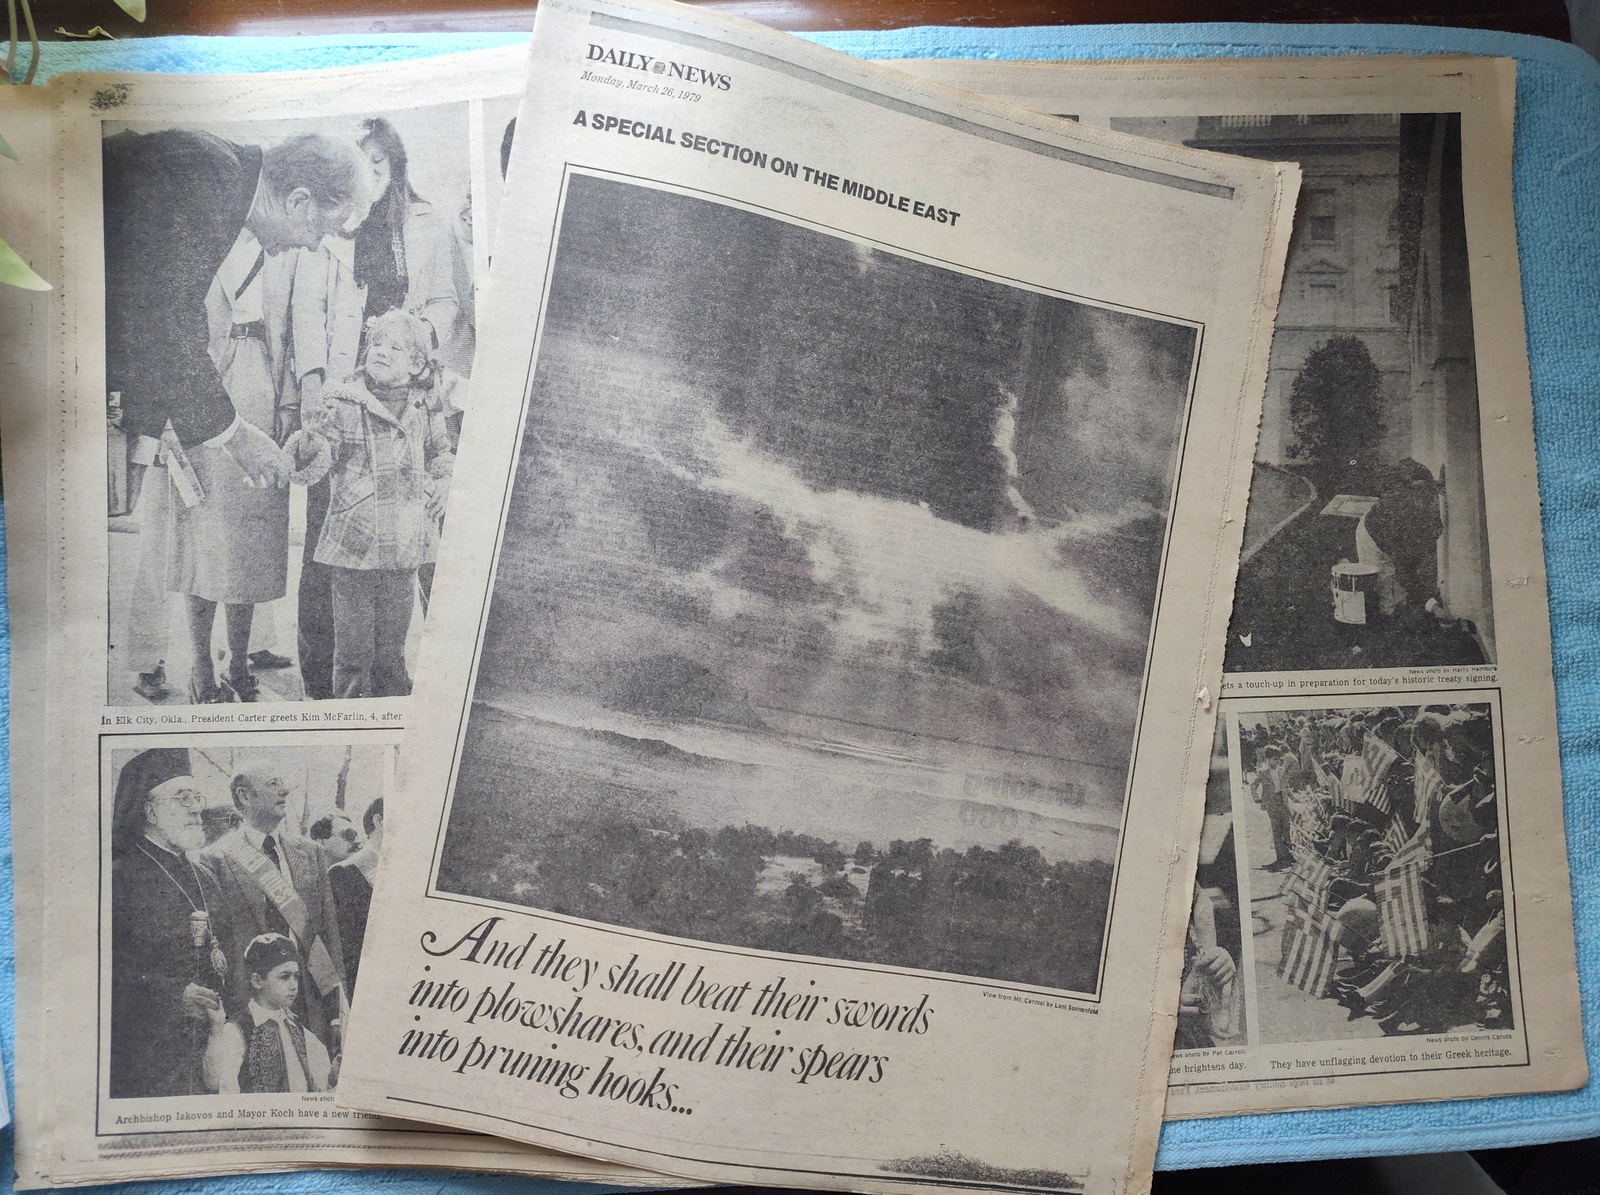 DAILY NEWS
Monday, March 26, 1979
A SPECIAL SECTION ON THE MIDDLE EAST
View from Mt. Carmel by Leni Sonnenfeld
And they shall beat their swords
into plowshares, and their spears
into pruning hooks...
In Elk City, Okla., President Carter greets Kim McFarlin, 4, after
News photo
Archbishop Iakovos and Mayor Koch have a new friend.
News photo by Harry Hamburg
ets a touch-up in preparation for today's historic treaty signing.
ews photo by Pat Carroll
ne brightens day.
News photo by Dennis Caruso
They have unflagging devotion to their Greek heritage.